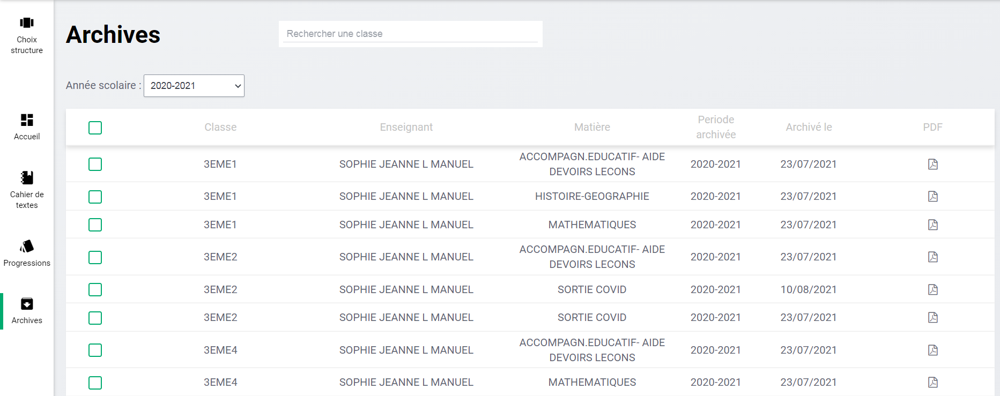 Choix
structure
Accueil
Cahier de
textes
Progressions
Archives
Archives
Rechercher une classe
Année scolaire : 2020-2021
Classe Enseignant Matière Periode archivée Archivé le PDF
3EME1 SOPHIE JEANNE L MANUEL ACCOMPAGN.EDUCATIF- AIDE DEVOIRS LECONS 2020-2021 23/07/2021
3EME1 SOPHIE JEANNE L MANUEL HISTOIRE-GEOGRAPHIE 2020-2021 23/07/2021
3EME1 SOPHIE JEANNE L MANUEL MATHEMATIQUES 2020-2021 23/07/2021
3EME2 SOPHIE JEANNE L MANUEL ACCOMPAGN.EDUCATIF- AIDE DEVOIRS LECONS 2020-2021 23/07/2021
3EME2 SOPHIE JEANNE L MANUEL SORTIE COVID 2020-2021 10/08/2021
3EME2 SOPHIE JEANNE L MANUEL SORTIE COVID 2020-2021 23/07/2021
3EME4 SOPHIE JEANNE L MANUEL ACCOMPAGN.EDUCATIF- AIDE DEVOIRS LECONS 2020-2021 23/07/2021
3EME4 SOPHIE JEANNE L MANUEL MATHEMATIQUES 2020-2021 23/07/2021